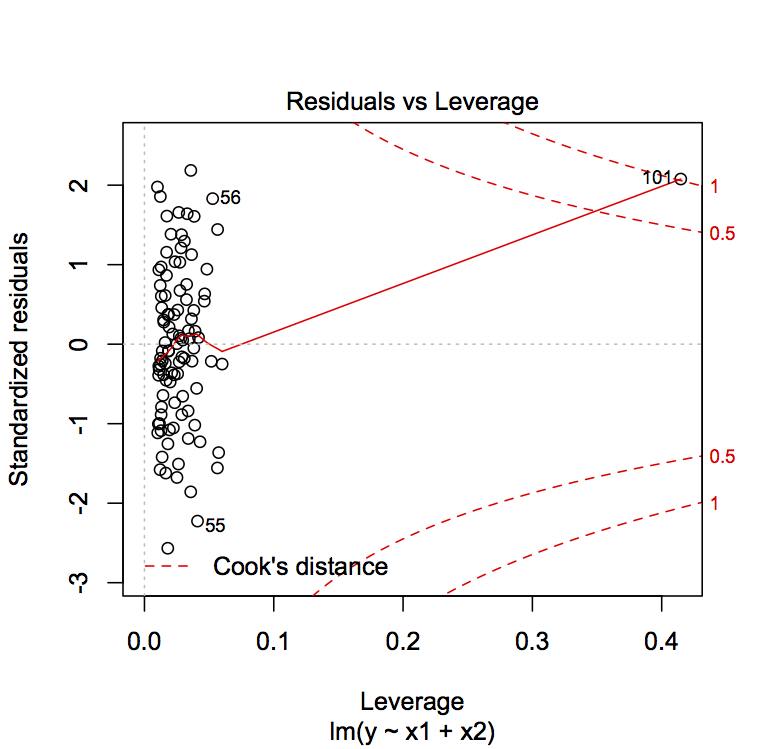 Residuals vs Leverage
Standardized residuals
2
1
0
-1
-2
-3
101
56
55
1
0.5
0.5
1
Cook's distance
0.0 0.1 0.2 0.3 0.4
Leverage
lm(y ~ x1 + x2)